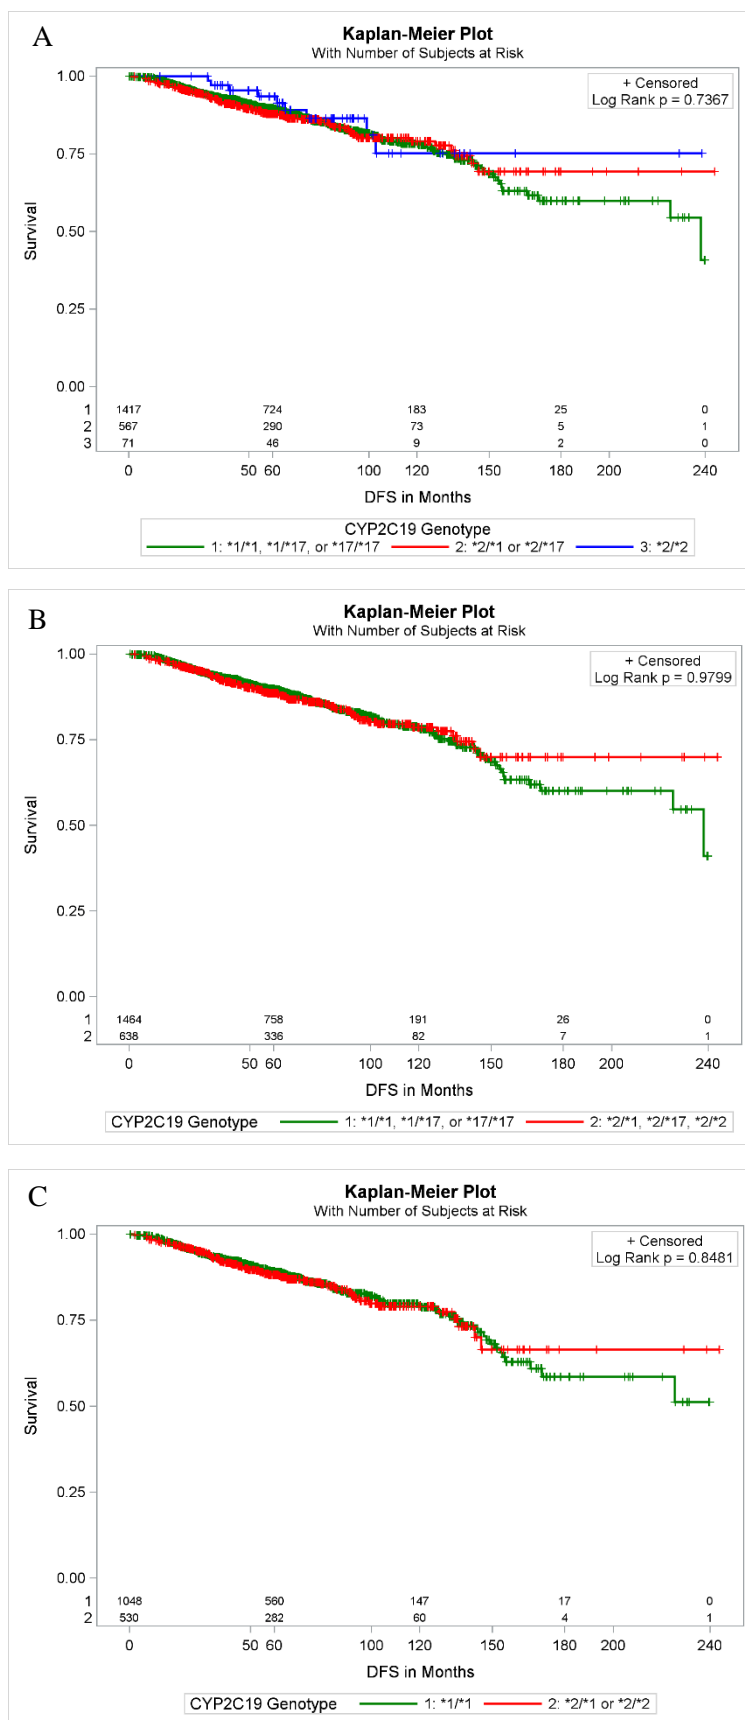 A
Kaplan-Meier Plot
With Number of Subjects at Risk
+ Censored
Log Rank p = 0.7367
1.00
0.75
0.50
0.25
0.00
Survival
1 1417 724 183 25 0
2 567 290 73 5 1
3 71 46 9 2 0
0 50 60 100 120 150 180 200 240
DFS in Months
CYP2C19 Genotype
1: *1/*1, *1/*17, or *17/*17 2: *2/*1 or *2/*17 3: *2/*2
B
Kaplan-Meier Plot
With Number of Subjects at Risk
+ Censored
Log Rank p = 0.9799
1.00
0.75
0.50
0.25
0.00
Survival
1 1464 758 191 26 0
2 638 336 82 7 1
0 50 60 100 120 150 180 200 240
DFS in Months
CYP2C19 Genotype 1: *1/*1, *1/*17, or *17/*17 2: *2/*1, *2/*17, *2/*2
C
Kaplan-Meier Plot
With Number of Subjects at Risk
+ Censored
Log Rank p = 0.8481
1.00
0.75
0.50
0.25
0.00
Survival
1 1048 560 147 17 0
2 530 282 60 4 1
0 50 60 100 120 150 180 200 240
DFS in Months
CYP2C19 Genotype 1: *1/*1 2: *2/*1 or *2/*2